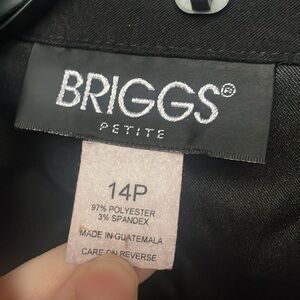 BRIGGS®
PETITE
14P
97% POLYESTER
3% SPANDEX
MADE IN GUATEMALA
CARE ON REVERSE